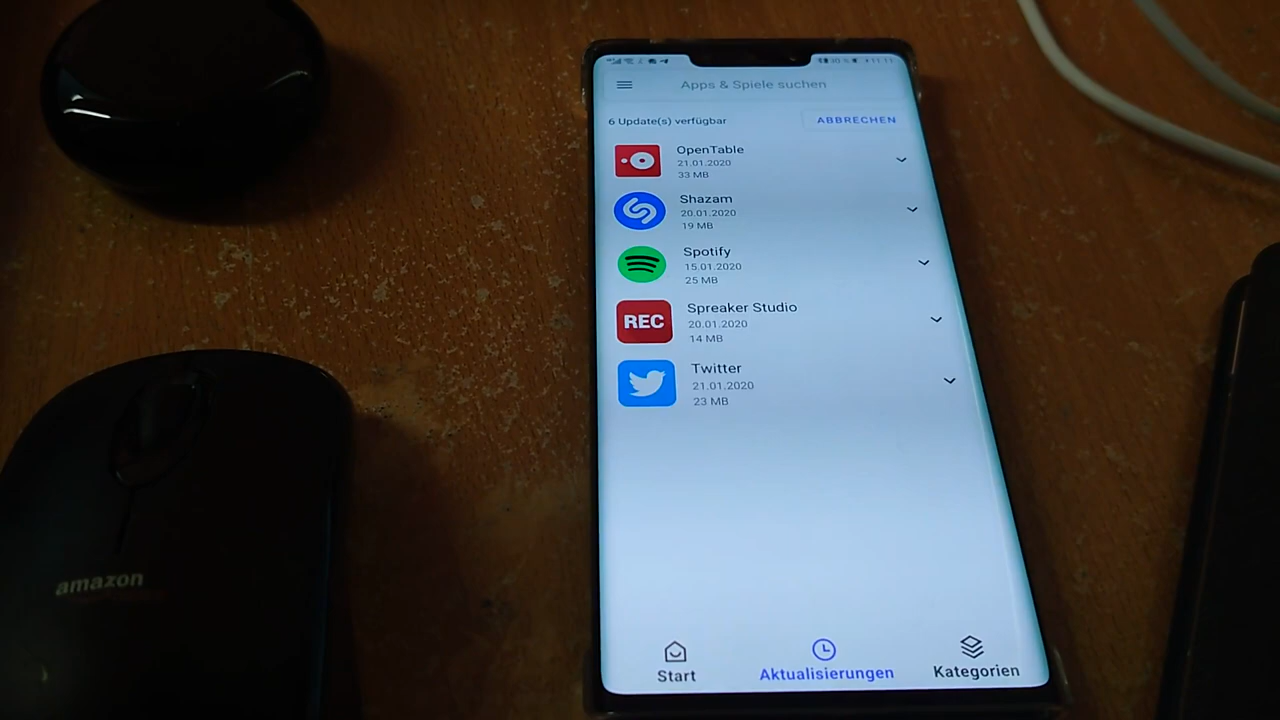 Apps & Spiele suchen
6 Update(s) verfügbar
ABBRECHEN
OpenTable
21.01.2020
33 MB
Shazam
20.01.2020
19 MB
Spotify
15.01.2020
25 MB
REC
Spreaker Studio
20.01.2020
14 MB
Twitter
21.01.2020
23 MB
amazon
Start
Aktualisierungen
Kategorien